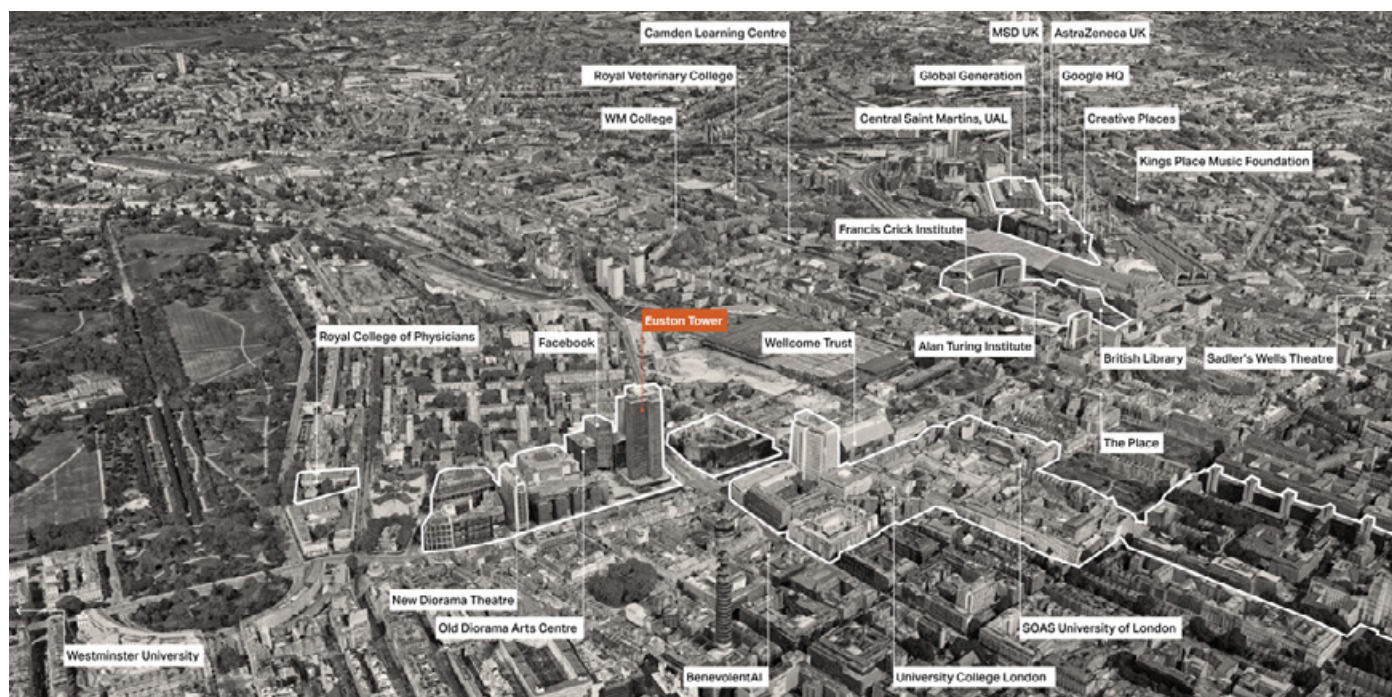 Camden Learning Centre
MSD UK
AstraZeneca UK
Royal Veterinary College
Global Generation
Google HQ
WM College
Central Saint Martins, UAL
Creative Places
Kings Place Music Foundation
Francis Crick Institute
Euston Tower
Royal College of Physicians
Facebook
Wellcome Trust
Alan Turing Institute
British Library
Sadler's Wells Theatre
The Place
New Diorama Theatre
Old Diorama Arts Centre
SOAS University of London
Westminster University
BenevolentAI
University College London